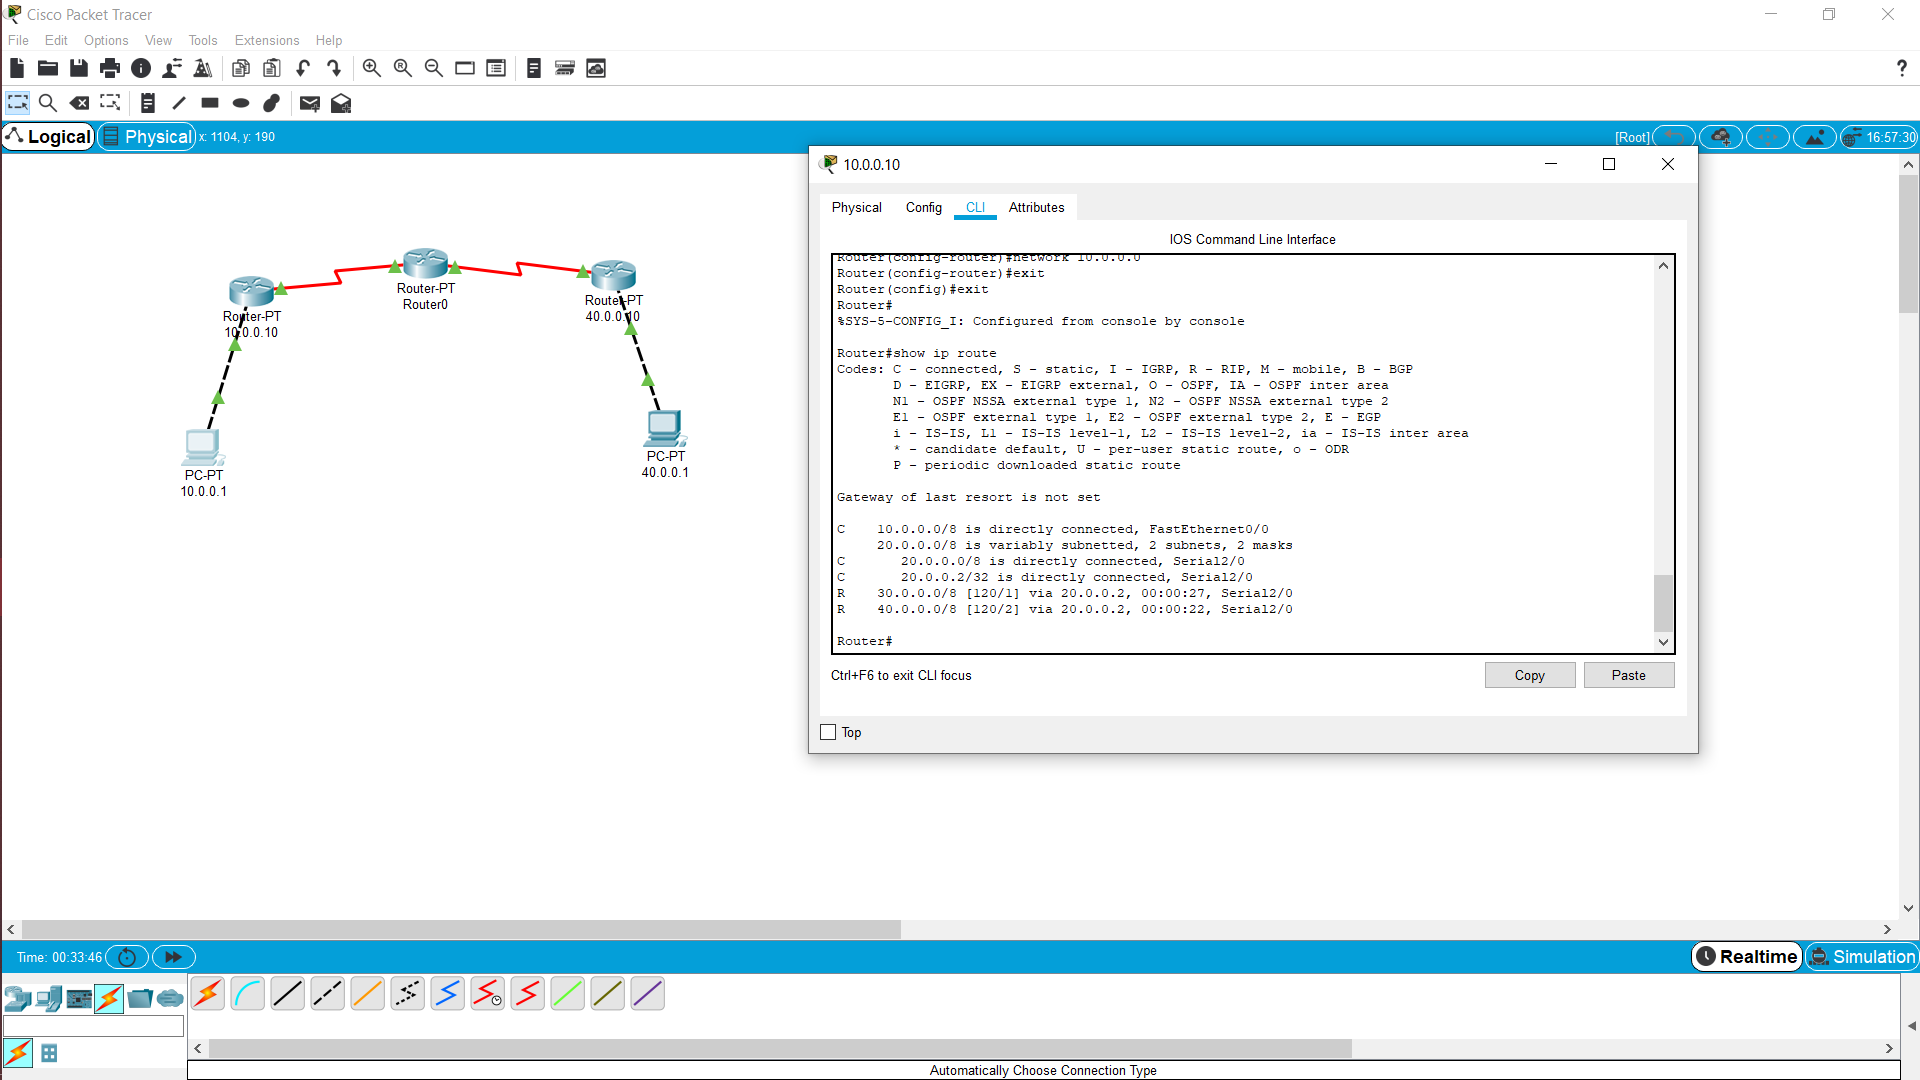 Cisco Packet Tracer
File Edit Options View Tools Extensions Help
Logical Physical x: 1104, y: 190 [Root] 16:57:30
Router-PT
10.0.0.10
Router-PT
Router0
Router-PT
40.0.0.10
PC-PT
10.0.0.1
PC-PT
40.0.0.1
10.0.0.10
Physical Config CLI Attributes
IOS Command Line Interface
Router(config-router)#network 10.0.0.0
Router(config-router)#exit
Router(config)#exit
Router#
%SYS-5-CONFIG_I: Configured from console by console
Router#show ip route
Codes: C - connected, S - static, I - IGRP, R - RIP, M - mobile, B - BGP
D - EIGRP, EX - EIGRP external, O - OSPF, IA - OSPF inter area
N1 - OSPF NSSA external type 1, N2 - OSPF NSSA external type 2
E1 - OSPF external type 1, E2 - OSPF external type 2, E - EGP
i - IS-IS, L1 - IS-IS level-1, L2 - IS-IS level-2, ia - IS-IS inter area
* - candidate default, U - per-user static route, o - ODR
P - periodic downloaded static route
Gateway of last resort is not set
C 10.0.0.0/8 is directly connected, FastEthernet0/0
20.0.0.0/8 is variably subnetted, 2 subnets, 2 masks
C 20.0.0.0/8 is directly connected, Serial2/0
C 20.0.0.2/32 is directly connected, Serial2/0
R 30.0.0.0/8 [120/1] via 20.0.0.2, 00:00:27, Serial2/0
R 40.0.0.0/8 [120/2] via 20.0.0.2, 00:00:22, Serial2/0
Router#
Ctrl+F6 to exit CLI focus
Copy Paste
Top
Time: 00:33:46
Realtime Simulation
Automatically Choose Connection Type